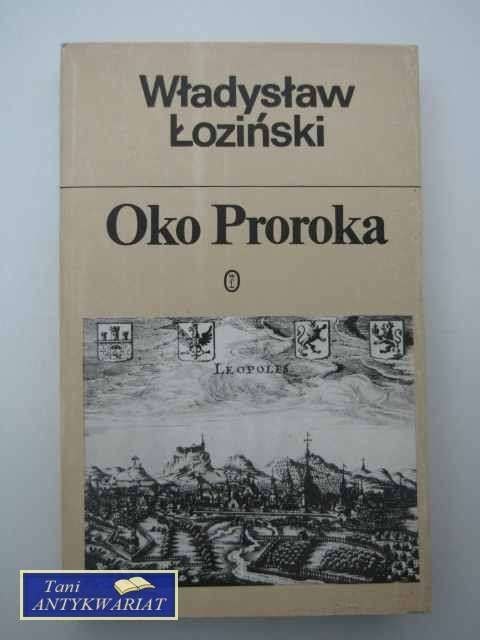 Władysław
Łoziński
Oko Proroka
LEOPOLIS
Tani
ANTYKWARIAT